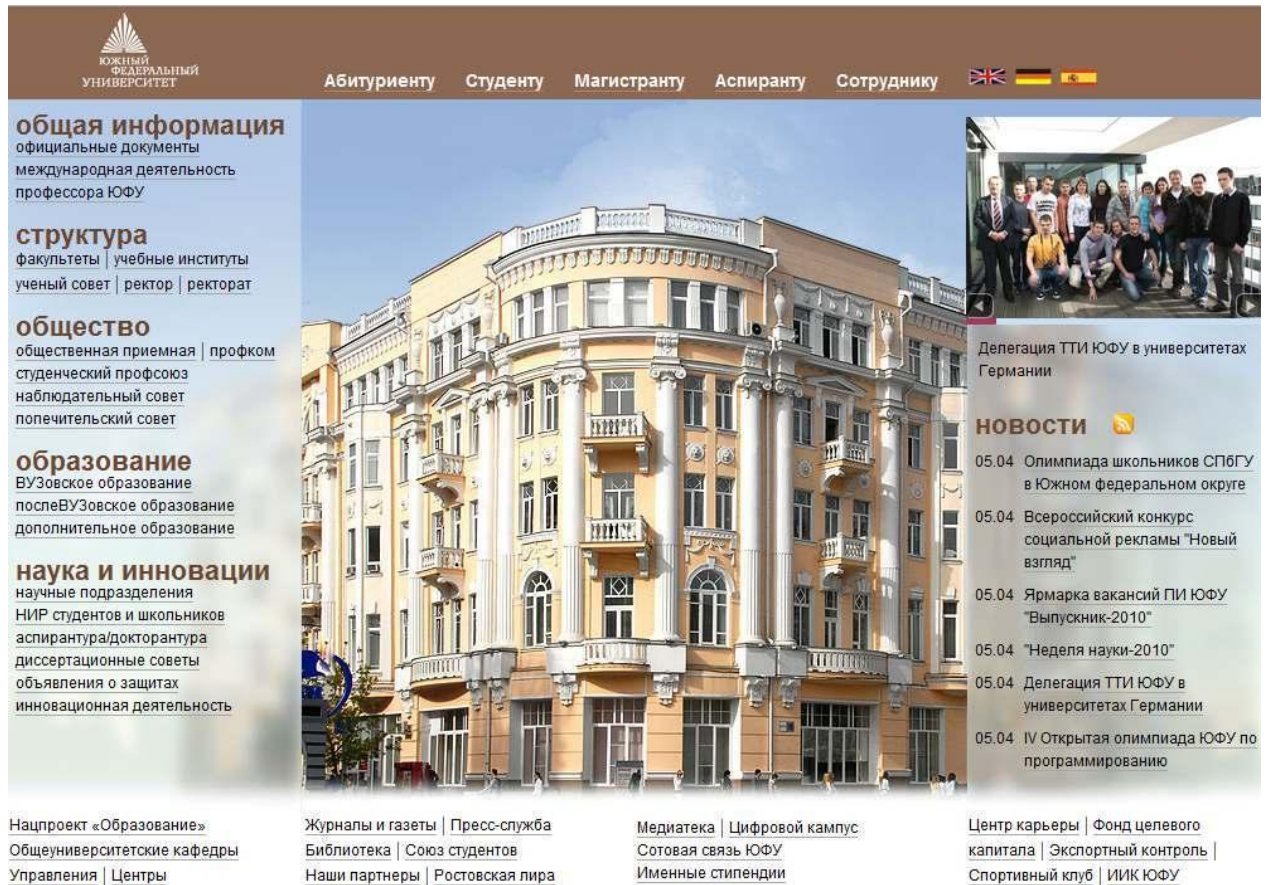 ЮЖНЫЙ
ФЕДЕРАЛЬНЫЙ
УНИВЕРСИТЕТ
Абитуриенту Студенту Магистранту Аспиранту Сотруднику
общая информация
официальные документы
международная деятельность
профессора ЮФУ
структура
факультеты | учебные институты
ученый совет | ректор | ректорат
общество
общественная приемная | профком
студенческий профсоюз
наблюдательный совет
попечительский совет
образование
ВУЗовское образование
послеВУЗовское образование
дополнительное образование
наука и инновации
научные подразделения
НИР студентов и школьников
аспирантура/докторантура
диссертационные советы
объявления о защитах
инновационная деятельность
Делегация ТТИ ЮФУ в университетах
Германии
новости
05.04 Олимпиада школьников СПбГУ
в Южном федеральном округе
05.04 Всероссийский конкурс
социальной рекламы "Новый
взгляд"
05.04 Ярмарка вакансий ПИ ЮФУ
"Выпускник-2010"
05.04 "Неделя науки-2010"
05.04 Делегация ТТИ ЮФУ в
университетах Германии
05.04 IV Открытая олимпиада ЮФУ по
программированию
Нацпроект «Образование»
Общеуниверситетские кафедры
Управления | Центры
Журналы и газеты | Пресс-служба
Библиотека | Союз студентов
Наши партнеры | Ростовская лира
Медиатека | Цифровой кампус
Сотовая связь ЮФУ
Именные стипендии
Центр карьеры | Фонд целевого
капитала | Экспортный контроль |
Спортивный клуб | ИИК ЮФУ